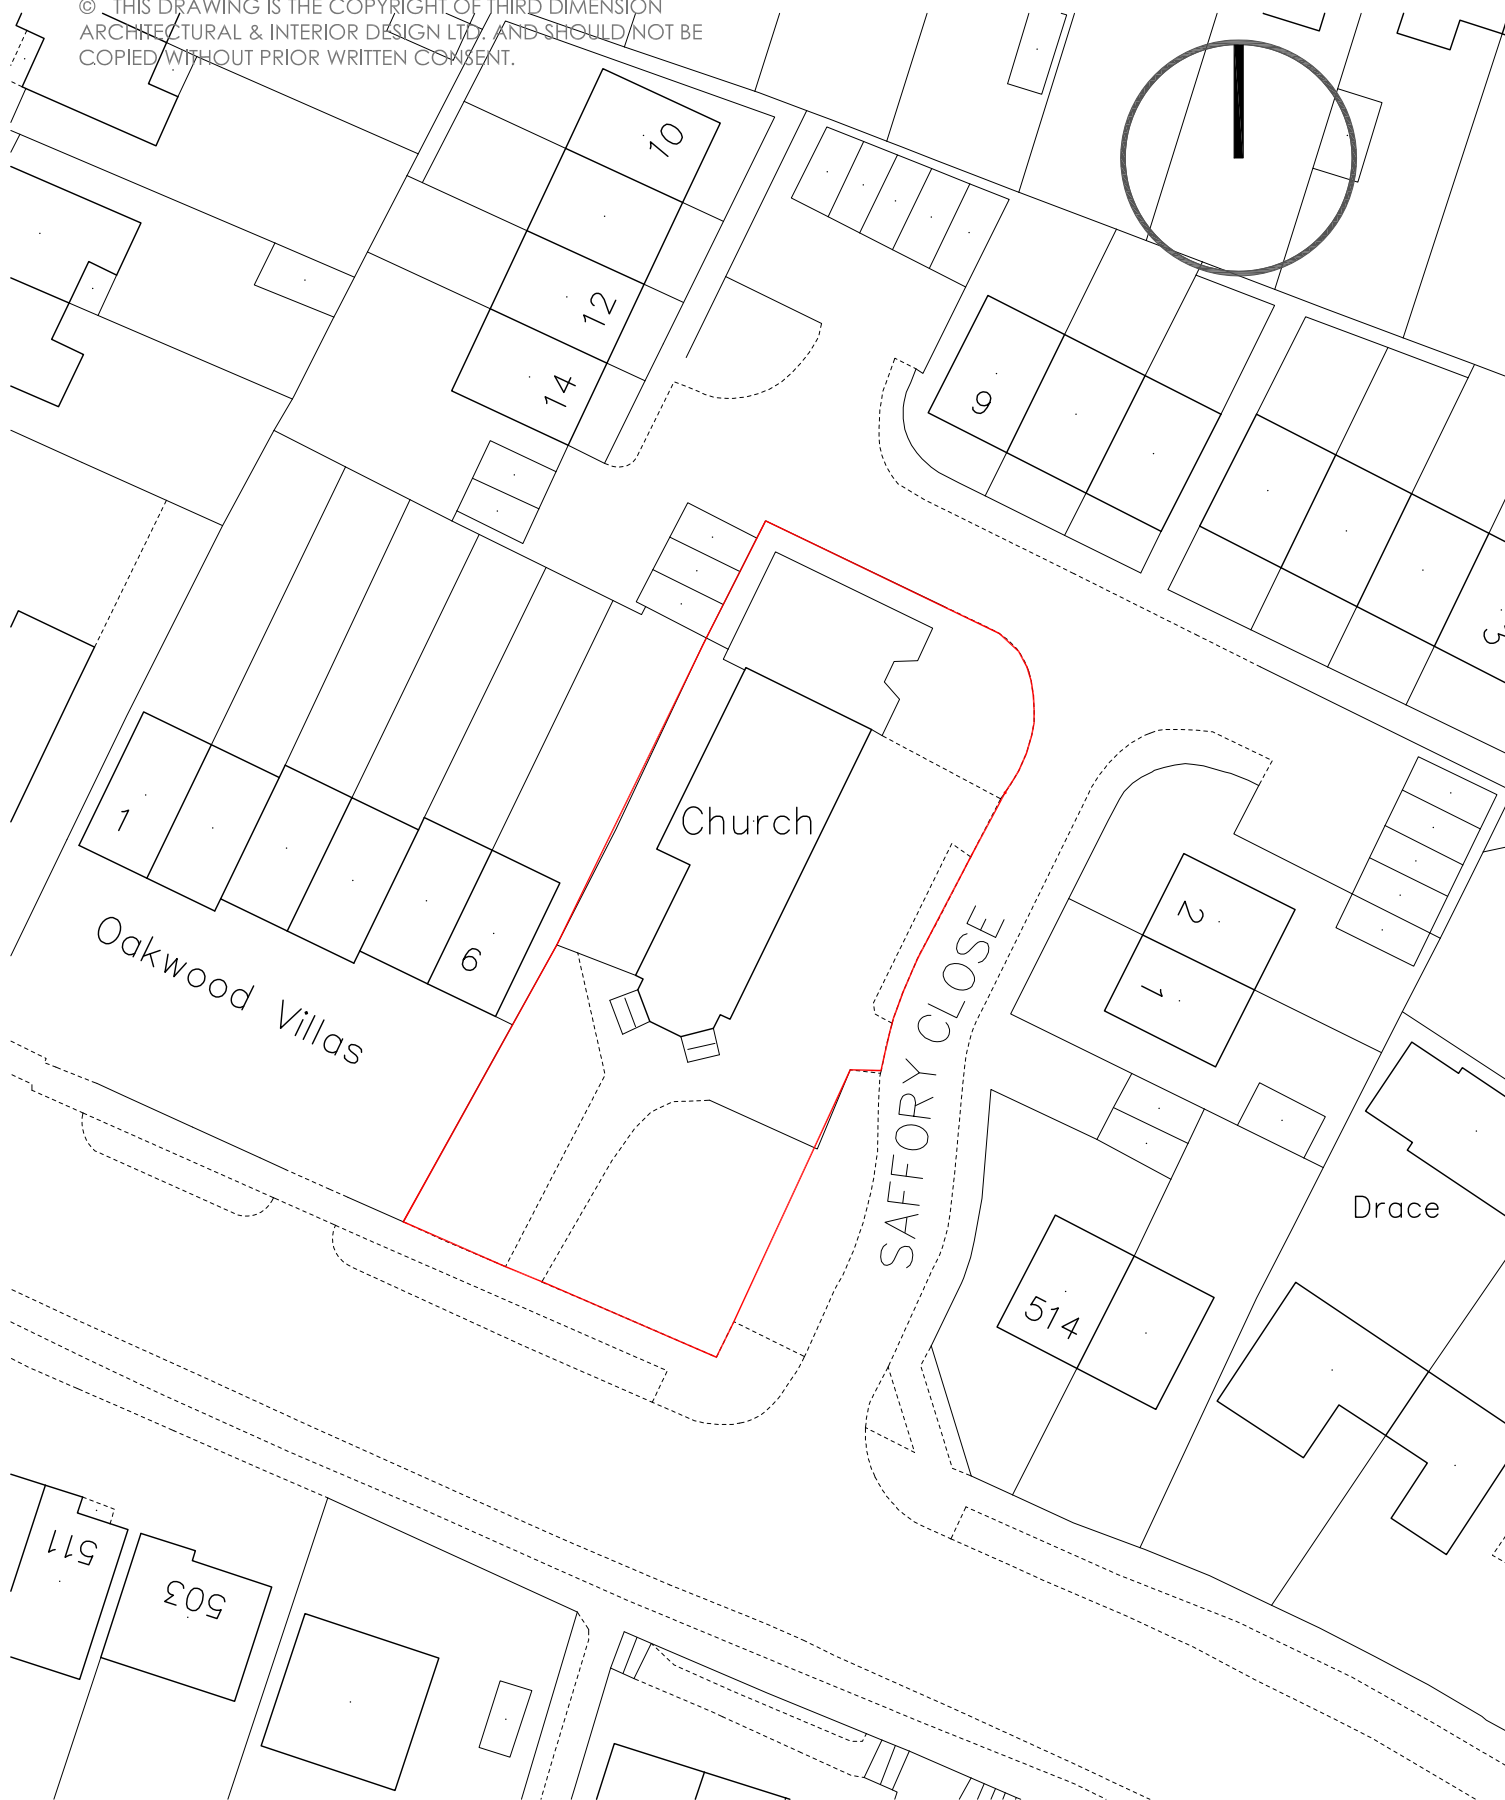 © THIS DRAWING IS THE COPYRIGHT OF THIRD DIMENSION
ARCHITECTURAL & INTERIOR DESIGN LTD. AND SHOULD NOT BE
COPIED WITHOUT PRIOR WRITTEN CONSENT.
10
12
14
9
3
Church
1
6
Oakwood Villas
2
1
SAFFORY CLOSE
Drace
514
511
503